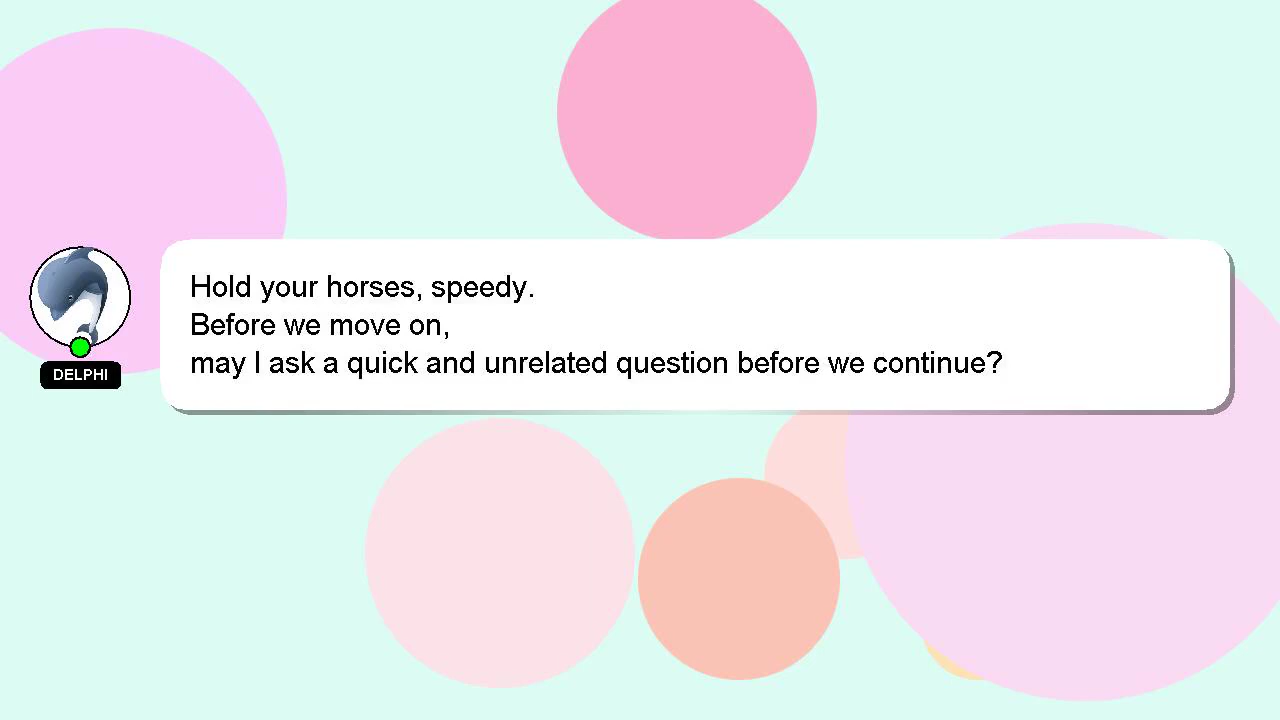 Hold your horses, speedy.
Before we move on,
may I ask a quick and unrelated question before we continue?
DELPHI